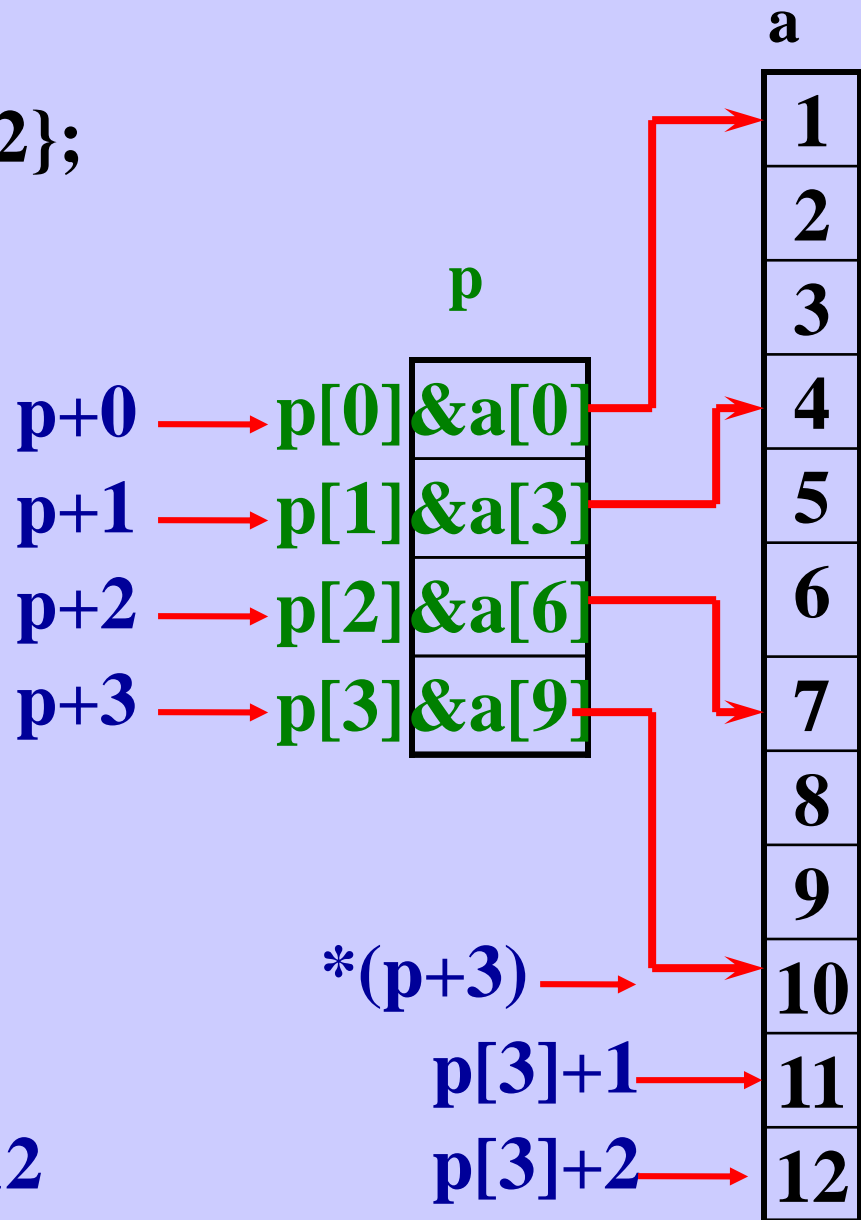 a
2};
1
2
p
3
p+0 p[0] &a[0] 4
p+1 p[1] &a[3] 5
p+2 p[2] &a[6] 6
p+3 p[3] &a[9] 7
8
9
*(p+3) 10
p[3]+1 11
2 p[3]+2 12